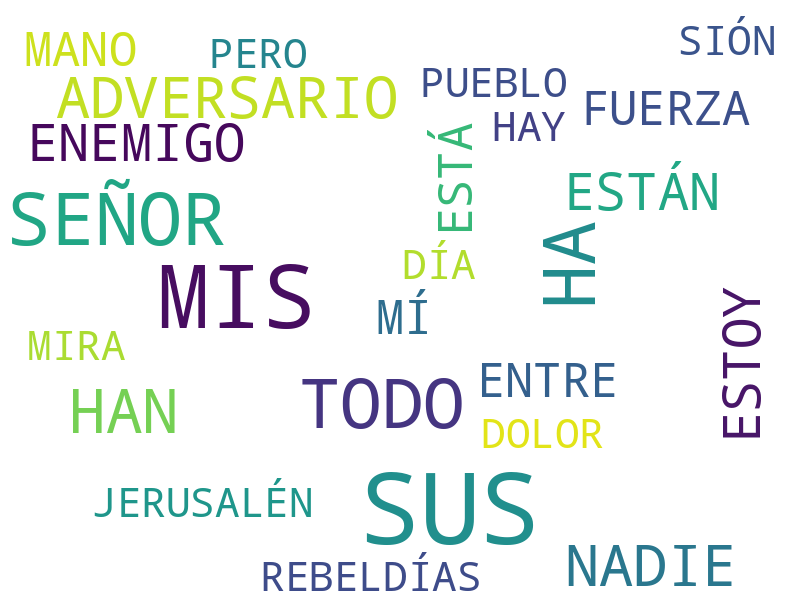 MANO
PERO
SIÓN
ADVERSARIO
PUEBLO
FUERZA
ENEMIGO
HAY
ESTÁ
ESTÁN
SEÑOR
HA
DÍA
MIS
MÍ
MIRA
ESTOY
HAN
TODO
ENTRE
DOLOR
JERUSALÉN
SUS
REBELDÍAS
NADIE